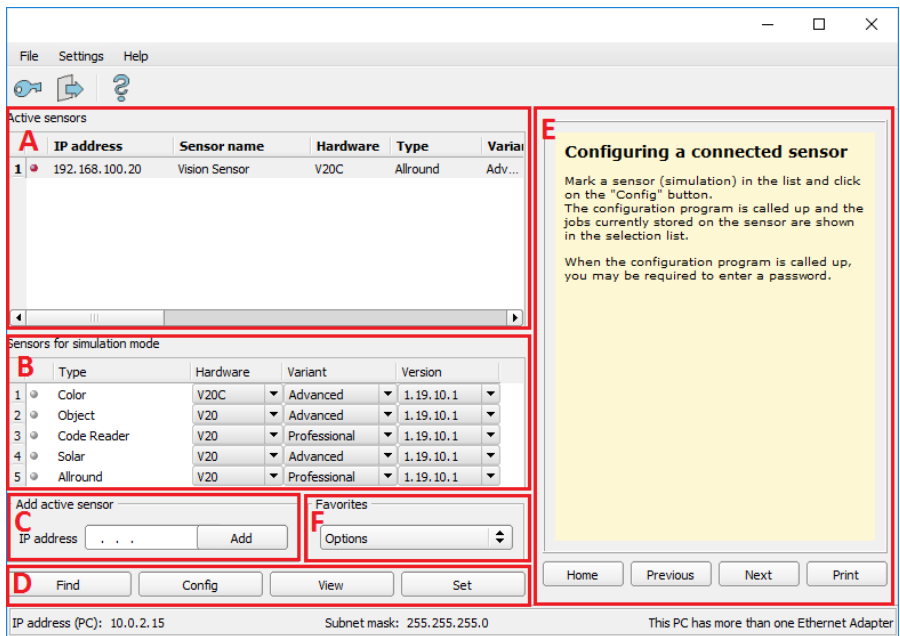 File Settings Help
Active sensors
A
IP address Sensor name Hardware Type Varia
1 192.168.100.20 Vision Sensor V20C Allround Adv...
Sensors for simulation mode
B
Type Hardware Variant Version
1 Color V20C Advanced 1.19.10.1
2 Object V20 Advanced 1.19.10.1
3 Code Reader V20 Professional 1.19.10.1
4 Solar V20 Advanced 1.19.10.1
5 Allround V20 Professional 1.19.10.1
Add active sensor
C
IP address . . . Add
Favorites
F
Options
D
Find Config View Set
E
Configuring a connected sensor
Mark a sensor (simulation) in the list and click
on the "Config" button.
The configuration program is called up and the
jobs currently stored on the sensor are shown
in the selection list.
When the configuration program is called up,
you may be required to enter a password.
Home Previous Next Print
IP address (PC): 10.0.2.15 Subnet mask: 255.255.255.0 This PC has more than one Ethernet Adapter